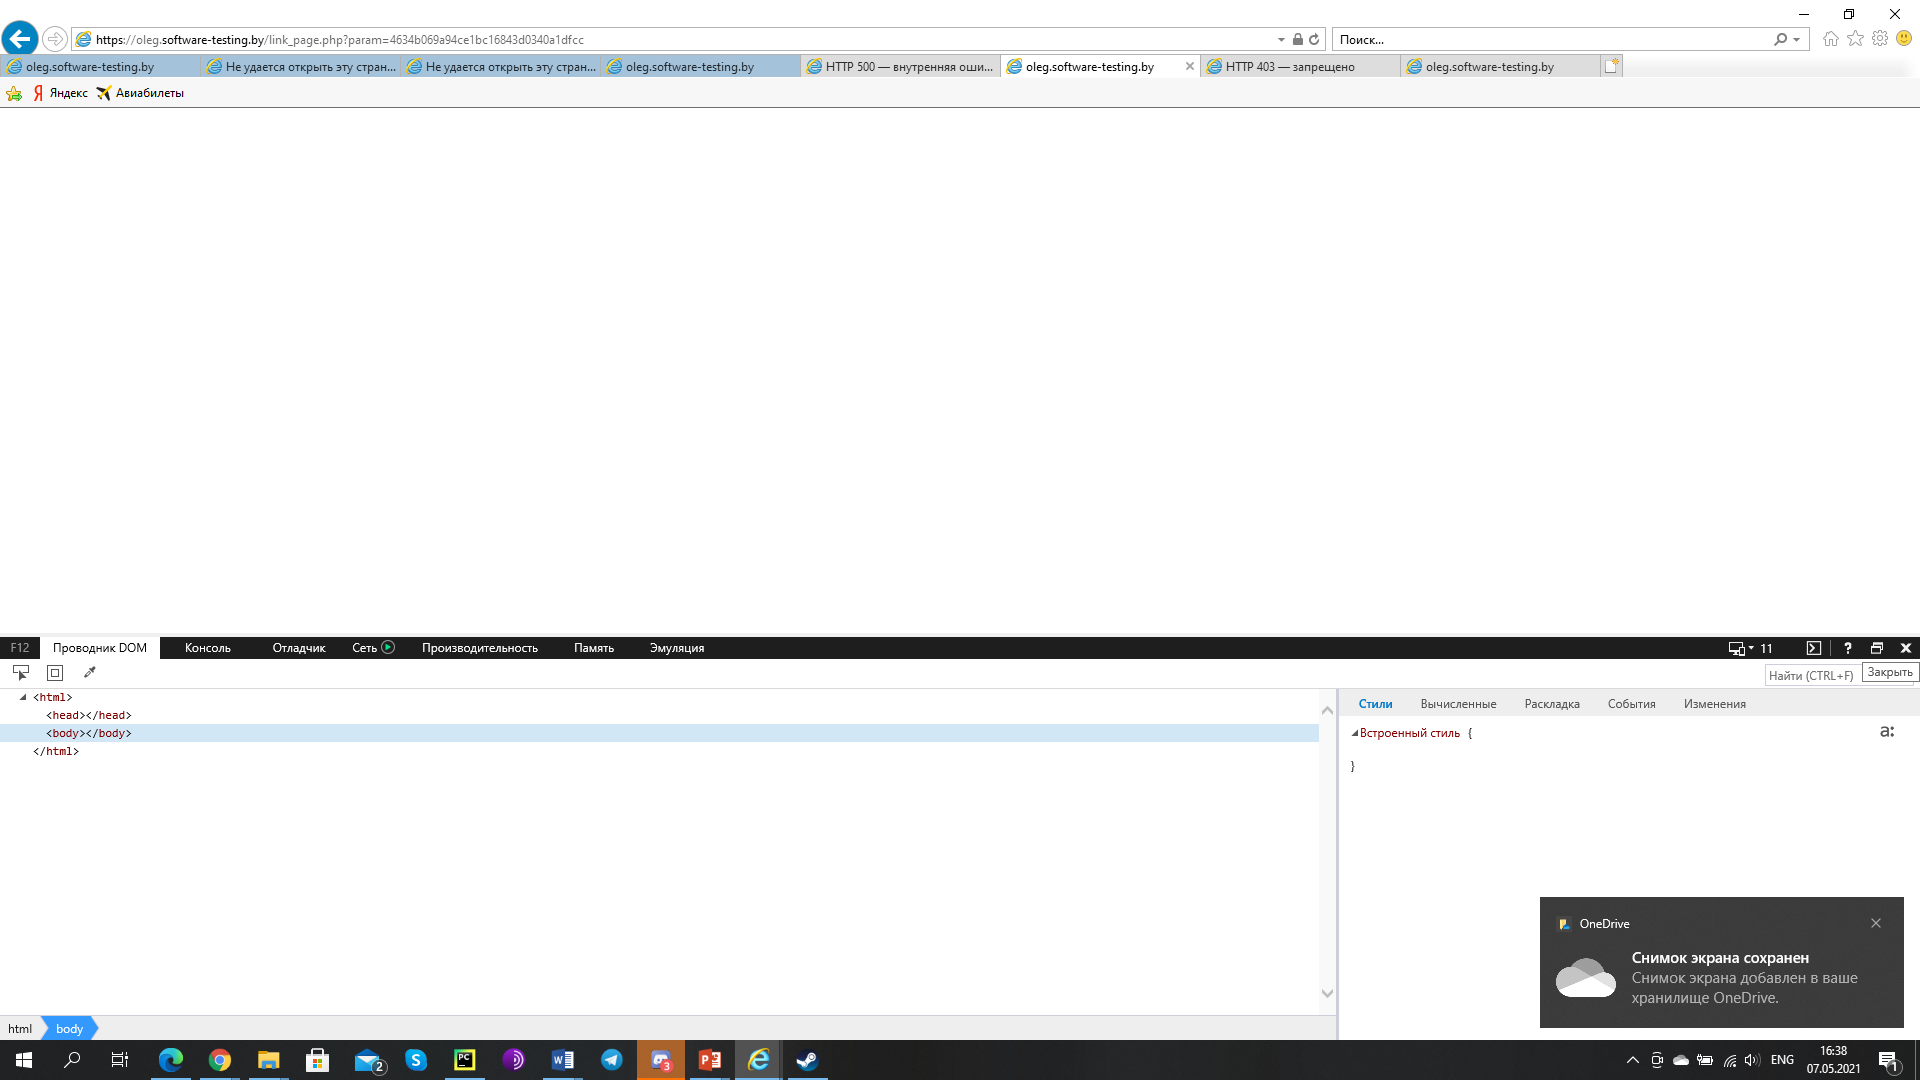 https://oleg.software-testing.by/link_page.php?param=4634b069a94ce1bc16843d0340a1dfcc
Поиск...
oleg.software-testing.by
Не удается открыть эту стран...
Не удается открыть эту стран...
oleg.software-testing.by
HTTP 500 — внутренняя оши...
oleg.software-testing.by
HTTP 403 — запрещено
oleg.software-testing.by
Яндекс
Авиабилеты
F12
Проводник DOM
Консоль
Отладчик
Сеть
Производительность
Память
Эмуляция
11
Найти (CTRL+F)
Закрыть
<html>
<head></head>
<body></body>
</html>
Стили
Вычисленные
Раскладка
События
Изменения
Встроенный стиль {
}
a:
OneDrive
Снимок экрана сохранен
Снимок экрана добавлен в ваше
хранилище OneDrive.
html
body
2
PC
3
ENG
16:38
07.05.2021
1